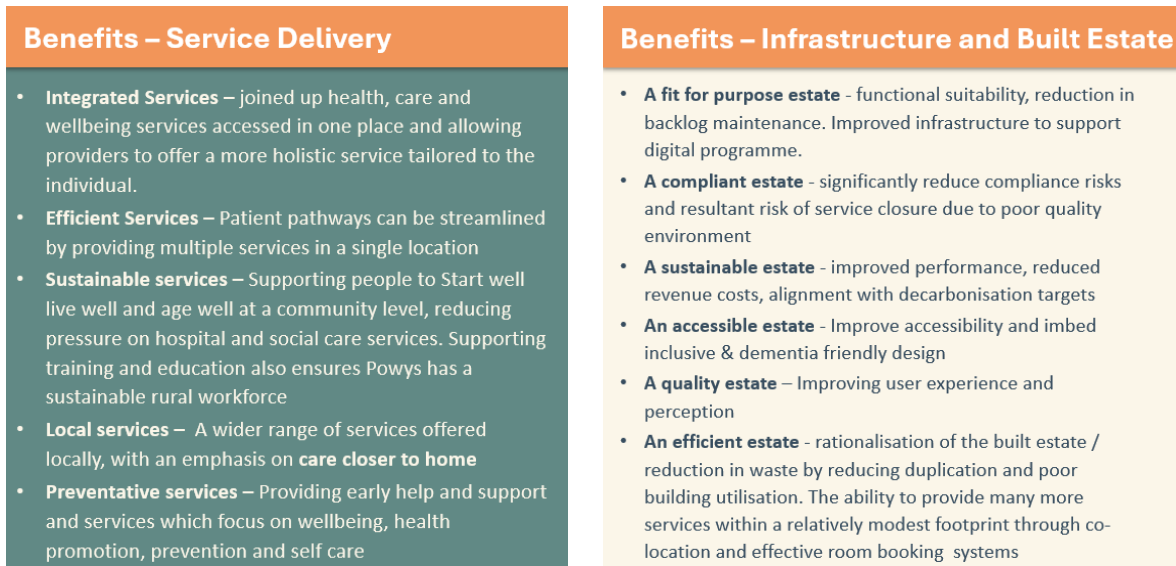 Benefits – Service Delivery
• Integrated Services – joined up health, care and
wellbeing services accessed in one place and allowing
providers to offer a more holistic service tailored to the
individual.
• Efficient Services – Patient pathways can be streamlined
by providing multiple services in a single location
• Sustainable services – Supporting people to Start well
live well and age well at a community level, reducing
pressure on hospital and social care services. Supporting
training and education also ensures Powys has a
sustainable rural workforce
• Local services – A wider range of services offered
locally, with an emphasis on care closer to home
• Preventative services – Providing early help and support
and services which focus on wellbeing, health
promotion, prevention and self care
Benefits – Infrastructure and Built Estate
• A fit for purpose estate - functional suitability, reduction in
backlog maintenance. Improved infrastructure to support
digital programme.
• A compliant estate - significantly reduce compliance risks
and resultant risk of service closure due to poor quality
environment
• A sustainable estate - improved performance, reduced
revenue costs, alignment with decarbonisation targets
• An accessible estate - Improve accessibility and imbed
inclusive & dementia friendly design
• A quality estate – Improving user experience and
perception
• An efficient estate - rationalisation of the built estate /
reduction in waste by reducing duplication and poor
building utilisation. The ability to provide many more
services within a relatively modest footprint through co-
location and effective room booking systems